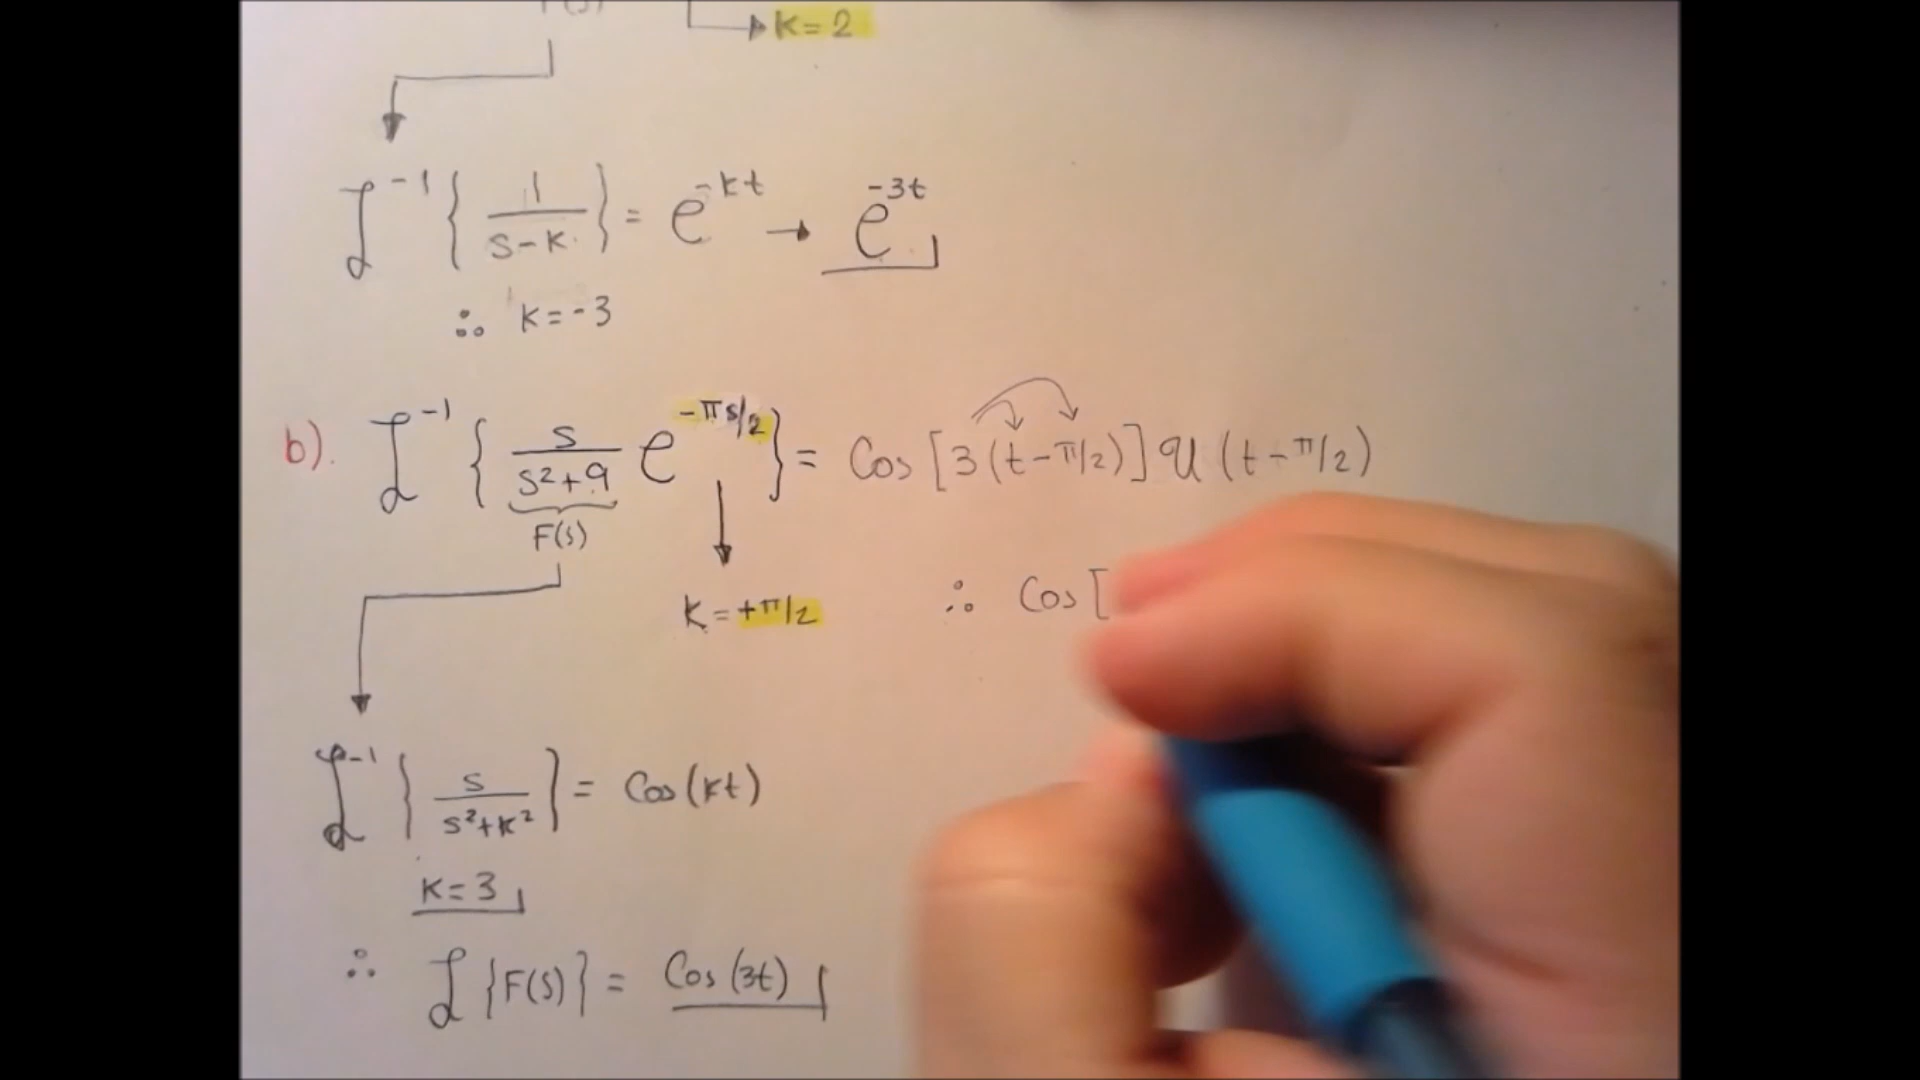 K=2
ℒ⁻¹{1/(s-k)} = e^(-kt) → e^(-3t)
∴ K=-3
b). ℒ⁻¹{s/(s²+9) e^(-πs/2)} = Cos[3(t-π/2)] 𝒰(t-π/2)
F(s)
K=+π/2
∴ Cos[
ℒ⁻¹{s/(s²+k²)} = Cos(kt)
K=3
∴ ℒ{F(s)} = Cos(3t)